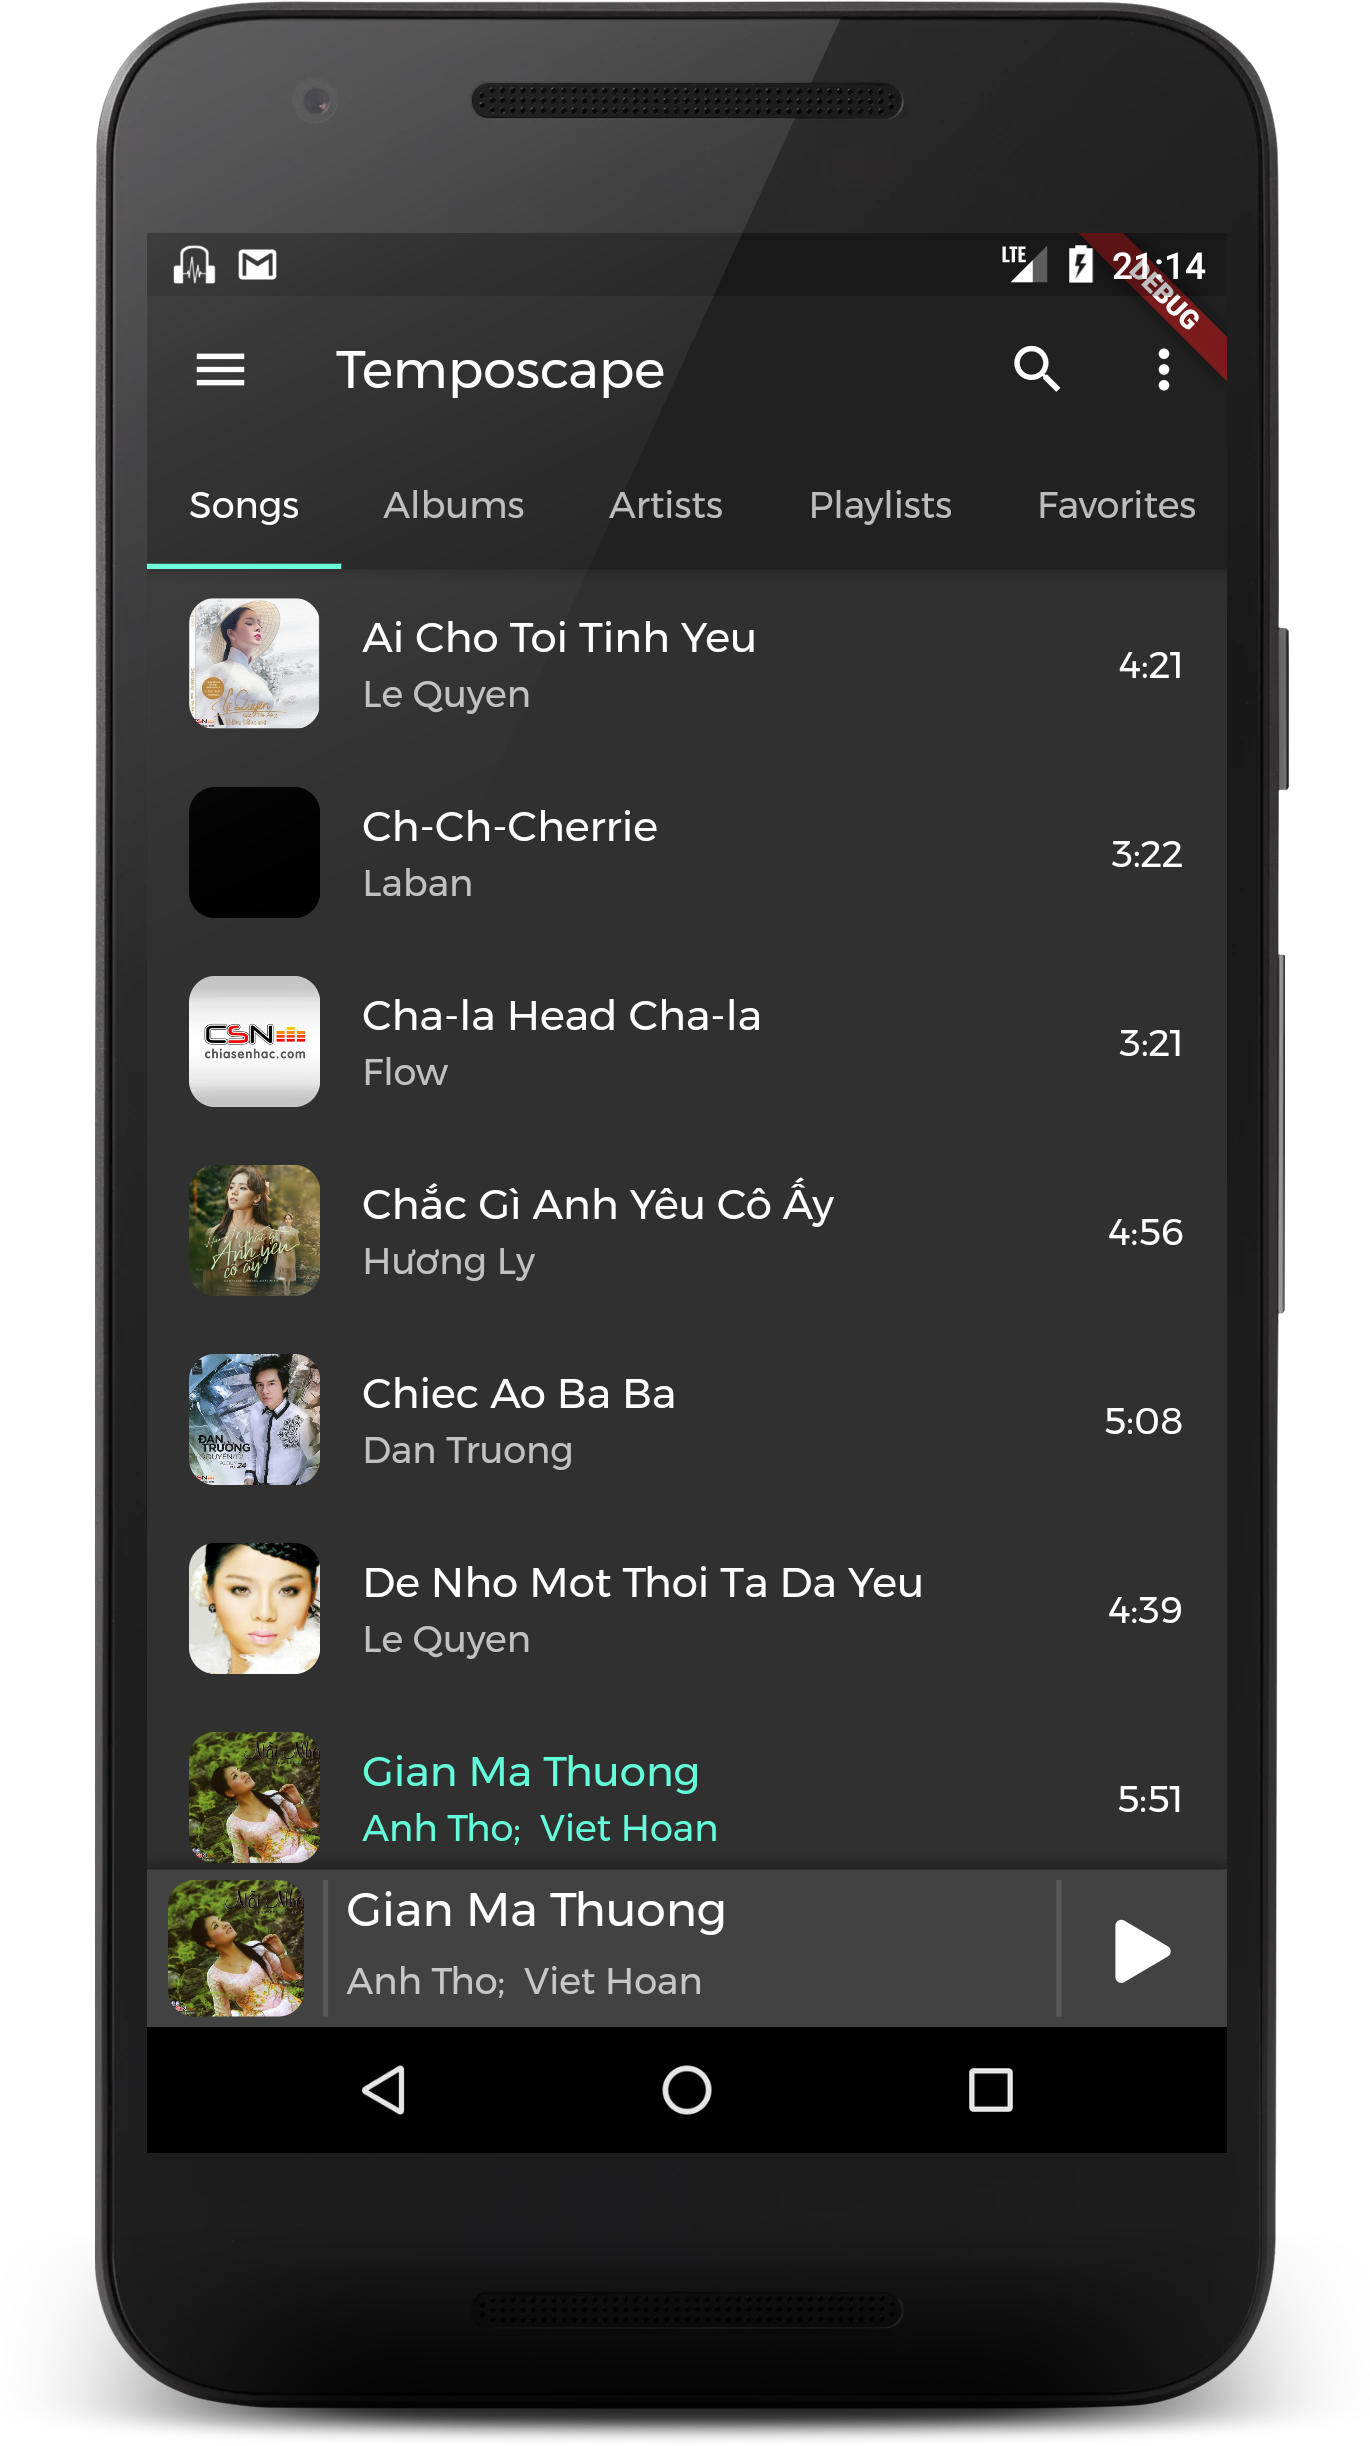 LTE
21:14
DEBUG
Temposcape
Songs Albums Artists Playlists Favorites
Ai Cho Toi Tinh Yeu
Le Quyen
4:21
Ch-Ch-Cherrie
Laban
3:22
CSN
chiasenhac.com
Cha-la Head Cha-la
Flow
3:21
Anh yêu
cô ấy
Chắc Gì Anh Yêu Cô Ấy
Hương Ly
4:56
ĐAN
TRƯỜNG
Chiec Ao Ba Ba
Dan Truong
5:08
De Nho Mot Thoi Ta Da Yeu
Le Quyen
4:39
Gian Ma Thuong
Anh Tho;  Viet Hoan
5:51
Gian Ma Thuong
Anh Tho;  Viet Hoan